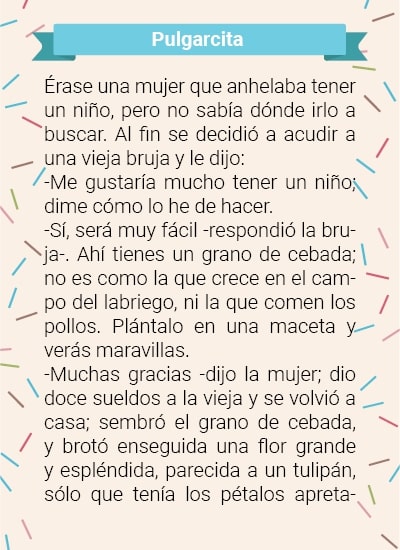 Pulgarcita
Érase una mujer que anhelaba tener
un niño, pero no sabía dónde irlo a
buscar. Al fin se decidió a acudir a
una vieja bruja y le dijo:
-Me gustaría mucho tener un niño;
dime cómo lo he de hacer.
-Sí, será muy fácil -respondió la bru-
ja-. Ahí tienes un grano de cebada;
no es como la que crece en el cam-
po del labriego, ni la que comen los
pollos. Plántalo en una maceta y
verás maravillas.
-Muchas gracias -dijo la mujer; dio
doce sueldos a la vieja y se volvió a
casa; sembró el grano de cebada,
y brotó enseguida una flor grande
y espléndida, parecida a un tulipán,
sólo que tenía los pétalos apreta-